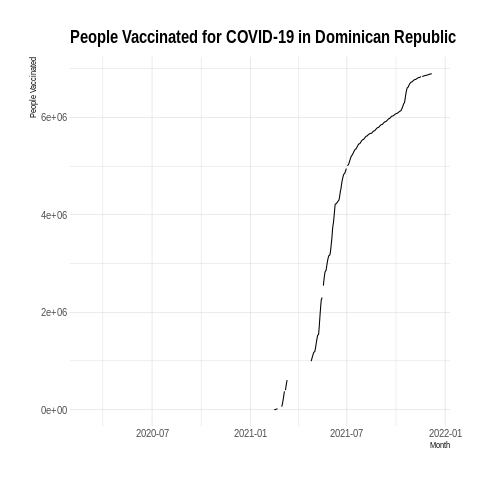 People Vaccinated for COVID-19 in Dominican Republic
People Vaccinated
6e+06
4e+06
2e+06
0e+00
2020-07 2021-01 2021-07 2022-01
Month